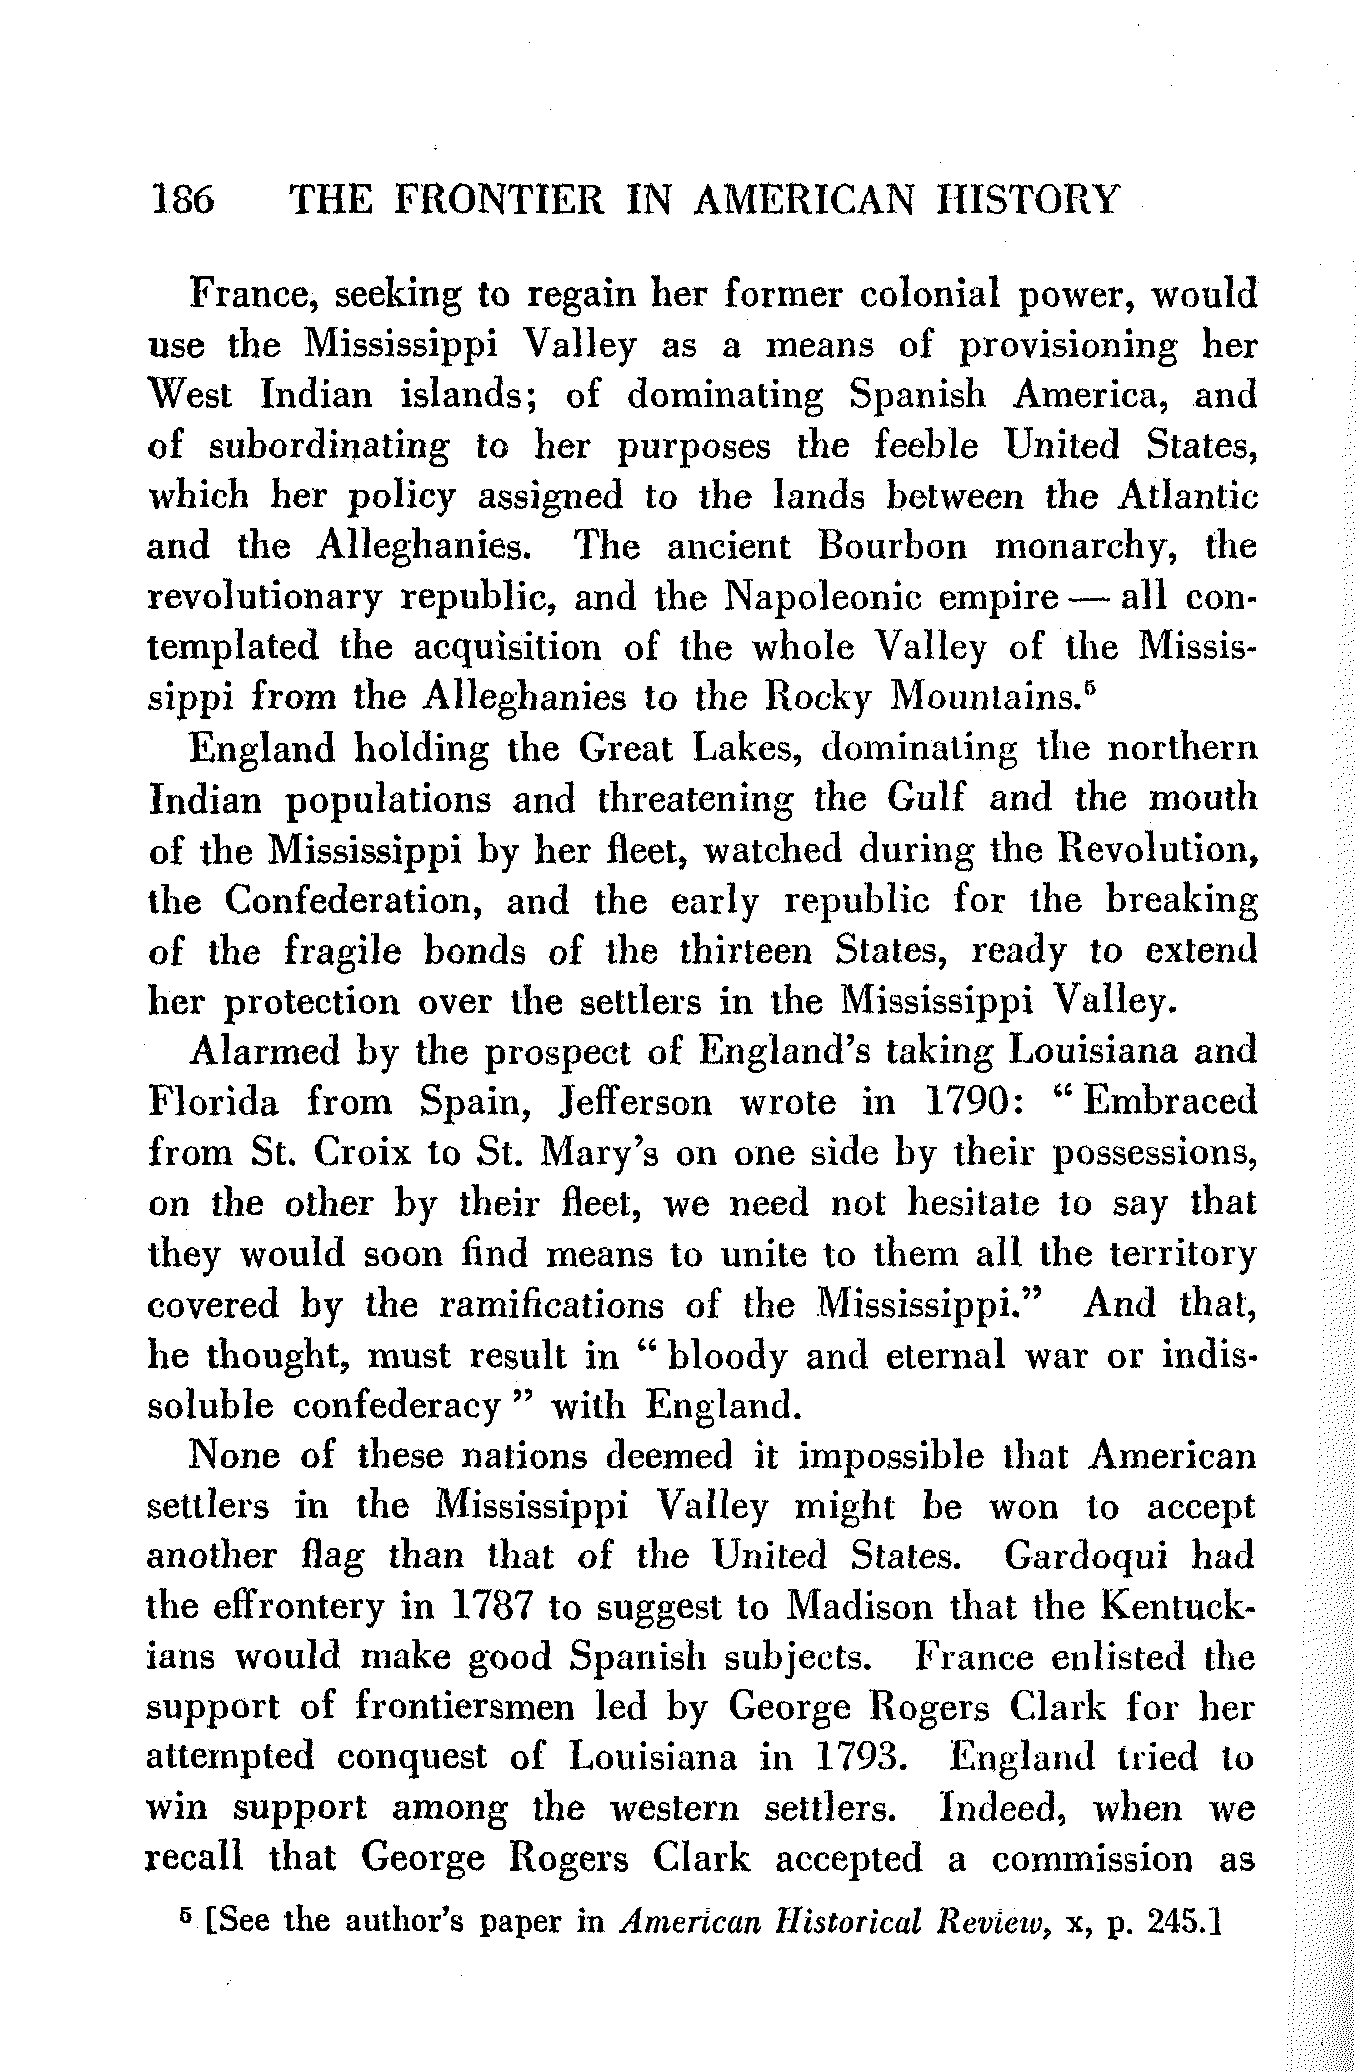 186 THE FRONTIER IN AMERICAN HISTORY
France, seeking to regain her former colonial power, would
use the Mississippi Valley as a means of provisioning her
West Indian islands; of dominating Spanish America, and
of subordinating to her purposes the feeble United States,
which her policy assigned to the lands between the Atlantic
and the Alleghanies. The ancient Bourbon monarchy, the
revolutionary republic, and the Napoleonic empire — all con-
templated the acquisition of the whole Valley of the Missis-
sippi from the Alleghanies to the Rocky Mountains.⁵
England holding the Great Lakes, dominating the northern
Indian populations and threatening the Gulf and the mouth
of the Mississippi by her fleet, watched during the Revolution,
the Confederation, and the early republic for the breaking
of the fragile bonds of the thirteen States, ready to extend
her protection over the settlers in the Mississippi Valley.
Alarmed by the prospect of England's taking Louisiana and
Florida from Spain, Jefferson wrote in 1790: “ Embraced
from St. Croix to St. Mary's on one side by their possessions,
on the other by their fleet, we need not hesitate to say that
they would soon find means to unite to them all the territory
covered by the ramifications of the Mississippi.” And that,
he thought, must result in “ bloody and eternal war or indis-
soluble confederacy ” with England.
None of these nations deemed it impossible that American
settlers in the Mississippi Valley might be won to accept
another flag than that of the United States. Gardoqui had
the effrontery in 1787 to suggest to Madison that the Kentuck-
ians would make good Spanish subjects. France enlisted the
support of frontiersmen led by George Rogers Clark for her
attempted conquest of Louisiana in 1793. England tried to
win support among the western settlers. Indeed, when we
recall that George Rogers Clark accepted a commission as
⁵ [See the author's paper in American Historical Review, x, p. 245.]